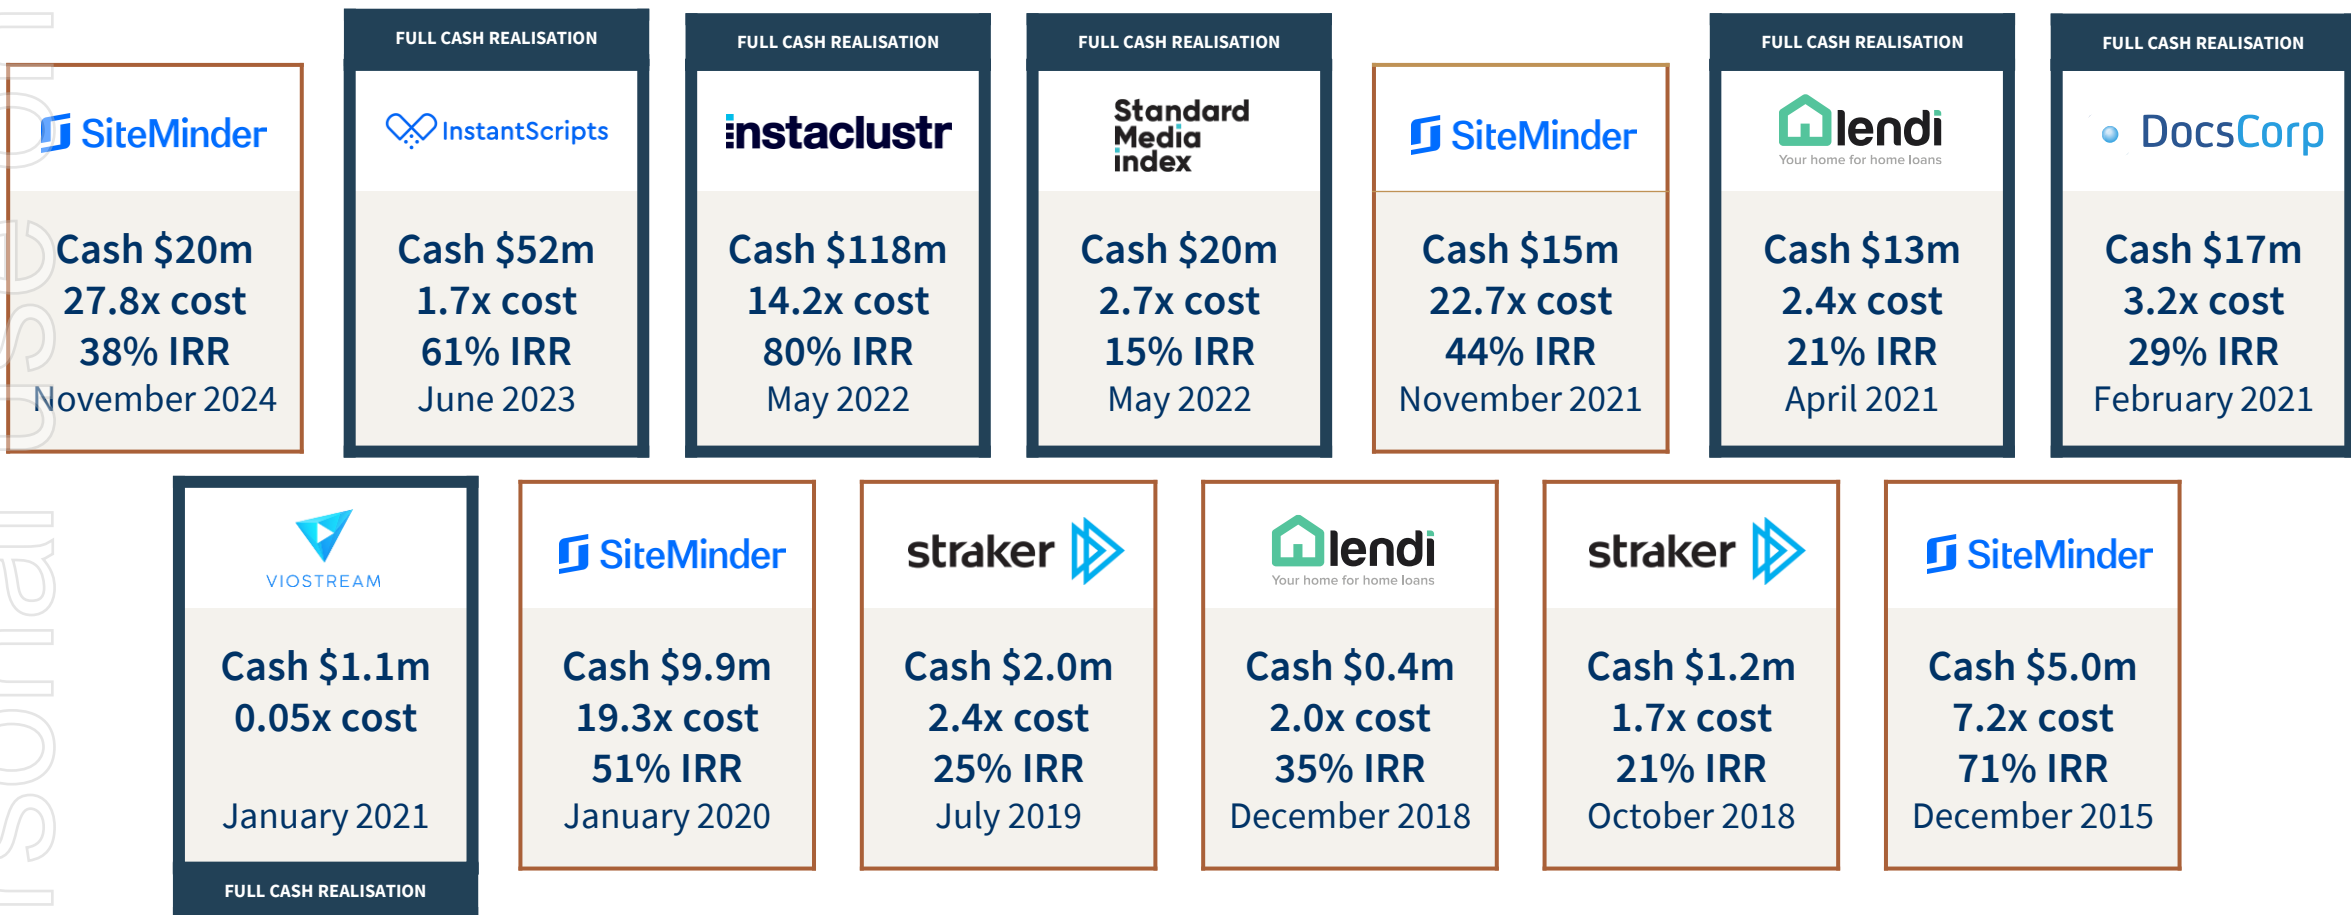 FULL CASH REALISATION
SiteMinder
InstantScripts
instaclustr
Standard
Media
index
SiteMinder
lendi
Your home for home loans
DocsCorp
FULL CASH REALISATION
FULL CASH REALISATION
FULL CASH REALISATION
FULL CASH REALISATION
Cash $20m
27.8x cost
38% IRR
November 2024
Cash $52m
1.7x cost
61% IRR
June 2023
Cash $118m
14.2x cost
80% IRR
May 2022
Cash $20m
2.7x cost
15% IRR
May 2022
Cash $15m
22.7x cost
44% IRR
November 2021
Cash $13m
2.4x cost
21% IRR
April 2021
Cash $17m
3.2x cost
29% IRR
February 2021
VIOSTREAM
Cash $1.1m
0.05x cost
January 2021
FULL CASH REALISATION
SiteMinder
Cash $9.9m
19.3x cost
51% IRR
January 2020
straker
Cash $2.0m
2.4x cost
25% IRR
July 2019
lendi
Your home for home loans
Cash $0.4m
2.0x cost
35% IRR
December 2018
straker
Cash $1.2m
1.7x cost
21% IRR
October 2018
SiteMinder
Cash $5.0m
7.2x cost
71% IRR
December 2015